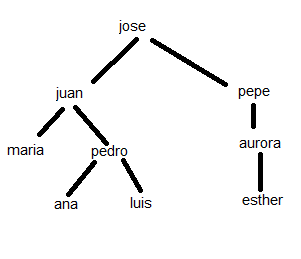 jose
juan
pepe
maria
pedro
aurora
ana
luis
esther